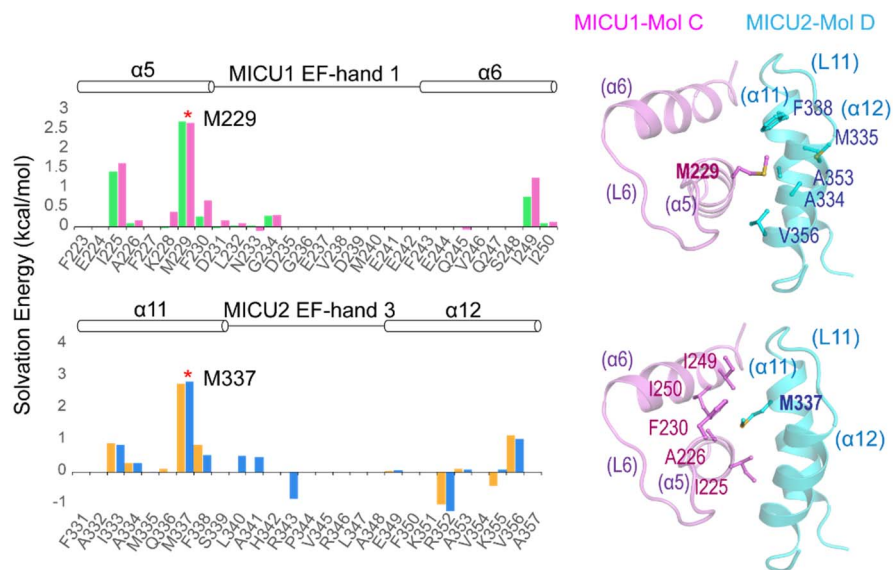 MICU1-Mol C MICU2-Mol D
α5 MICU1 EF-hand 1 α6
Solvation Energy (kcal/mol)
3
2.5
2
1.5
1
0.5
0
* M229
F223 E224 I225 A226 F227 K228 M229 F230 D231 L232 N233 G234 D235 G236 E237 V238 D239 M240 E241 E242 F243 E244 Q245 V246 Q247 S248 I249 I250
(α6)
(L11)
(α11)
F338
(α12)
M335
M229
A353
(L6)
(α5)
A334
V356
α11 MICU2 EF-hand 3 α12
4
3
2
1
0
-1
* M337
F331 A332 I333 A334 M335 Q336 M337 F338 S339 L340 A341 H342 R343 P344 V345 R346 L347 A348 E349 F350 K351 R352 A353 V354 K355 V356 A357
(α6)
I249
(L11)
(α11)
I250
M337
F230
(α12)
(L6)
A226
(α5)
I225